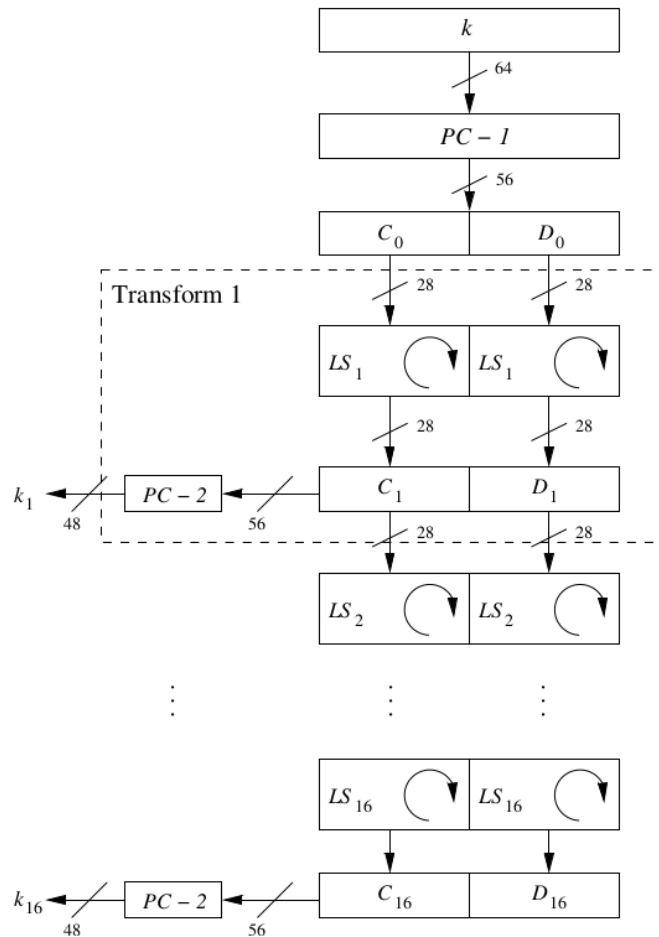 k
64
PC − 1
56
C0 D0
Transform 1
28 28
LS1 LS1
28 28
k1 48 PC − 2 56 C1 D1
28 28
LS2 LS2
LS16 LS16
k16 48 PC − 2 56 C16 D16